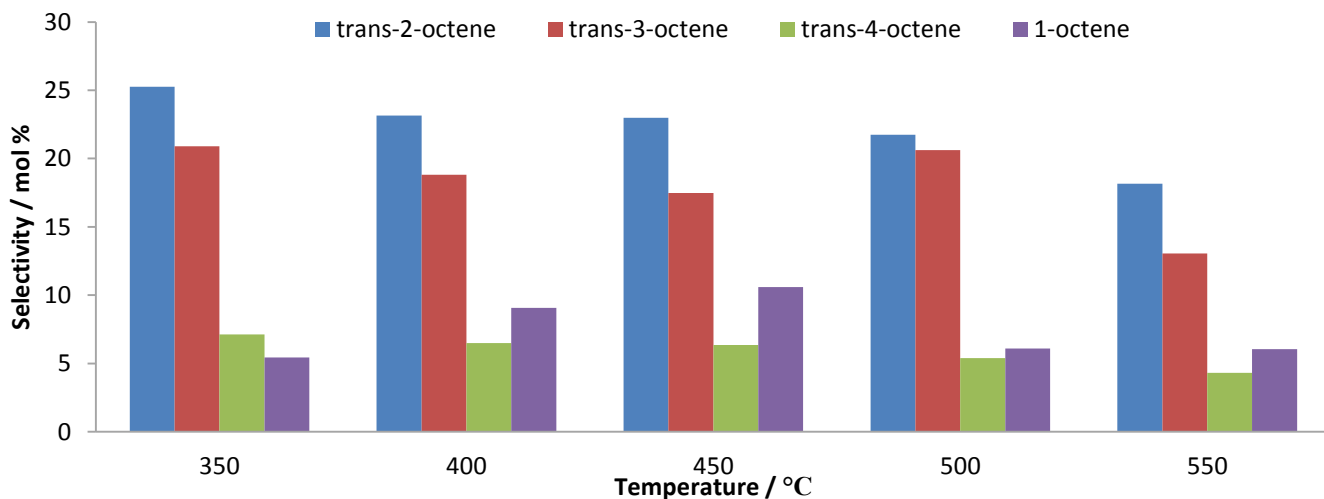 trans-2-octene trans-3-octene trans-4-octene 1-octene
30
25
20
15
10
5
0
Selectivity / mol %
350 400 450 500 550
Temperature / °C